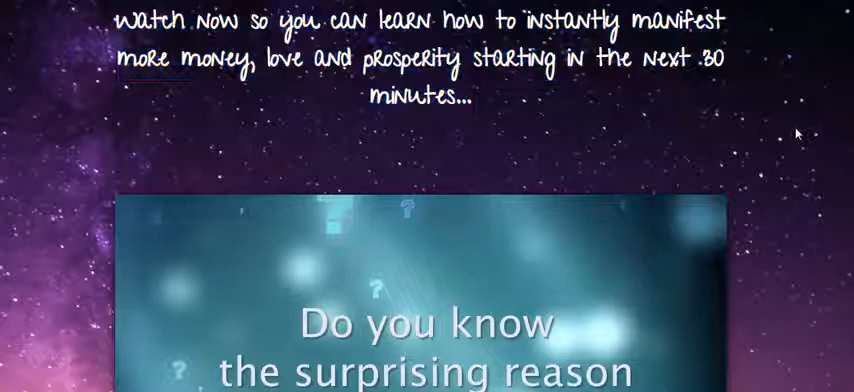 watch now so you can learn how to instantly manifest
more money, love and prosperity starting in the next 30
minutes...
?
?
?
Do you know
the surprising reason